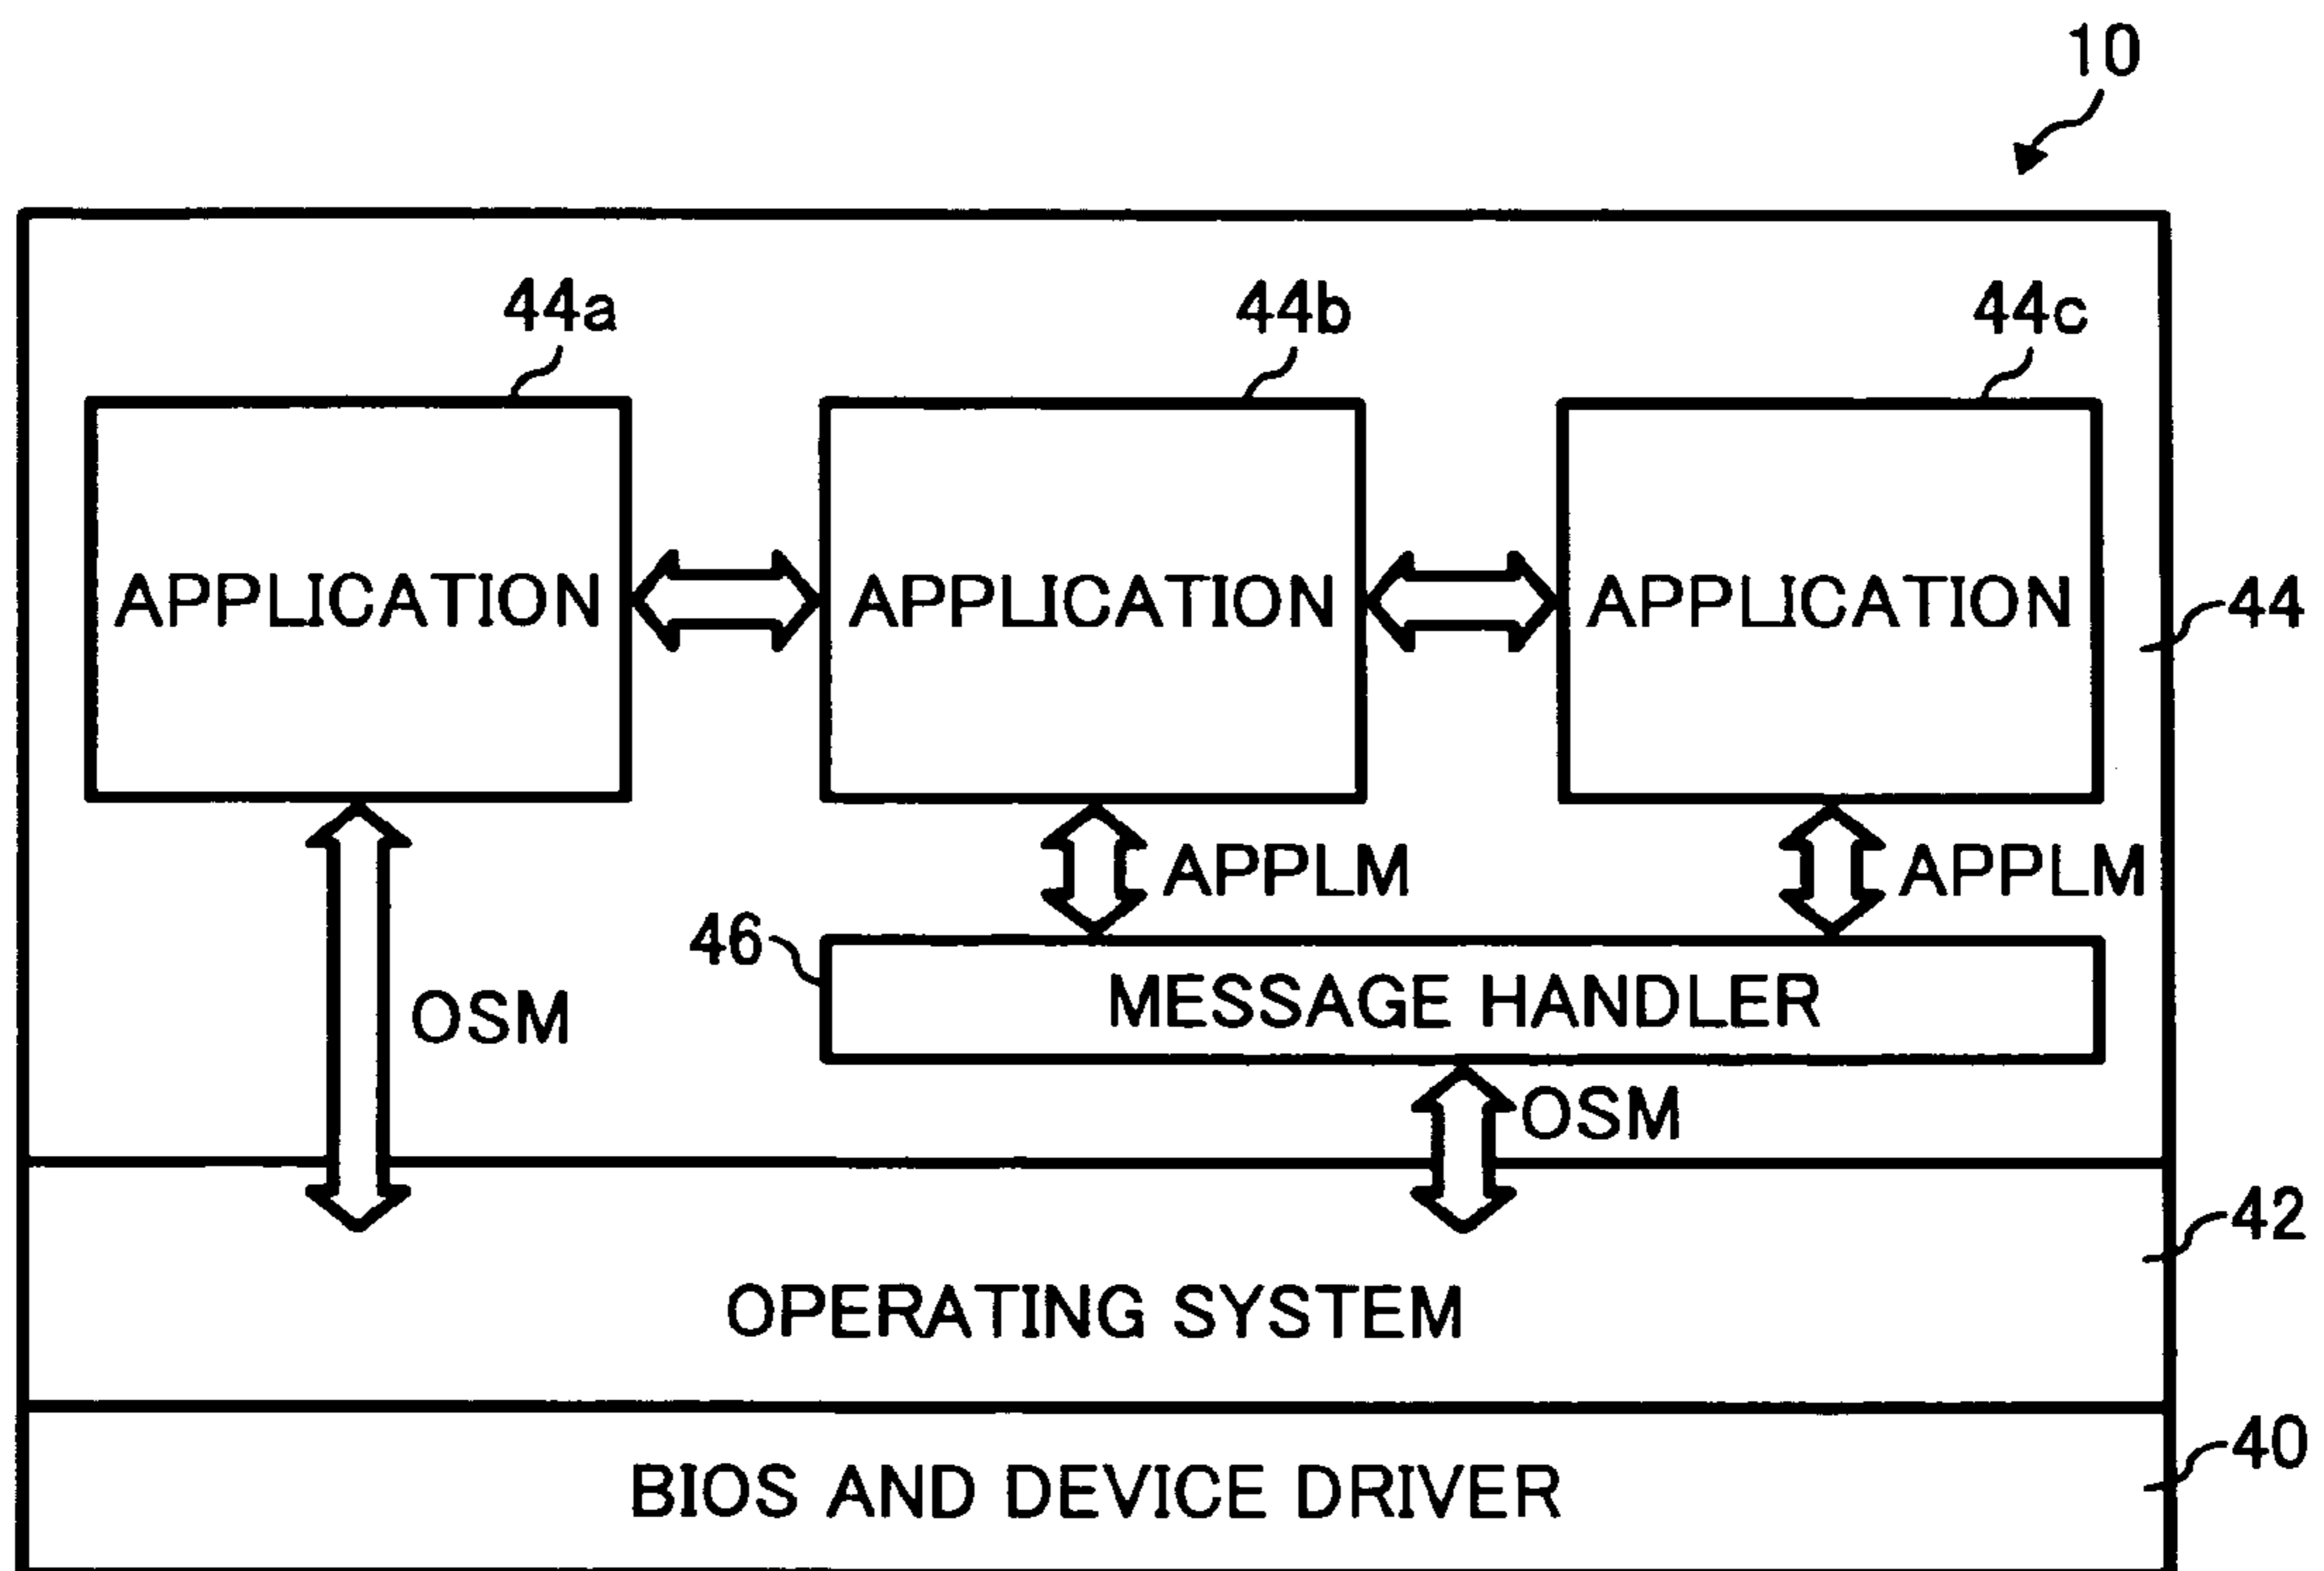 10
44a
44b
44c
APPLICATION
APPLICATION
APPLICATION
44
APPLM
APPLM
46
MESSAGE HANDLER
OSM
OSM
42
OPERATING SYSTEM
40
BIOS AND DEVICE DRIVER